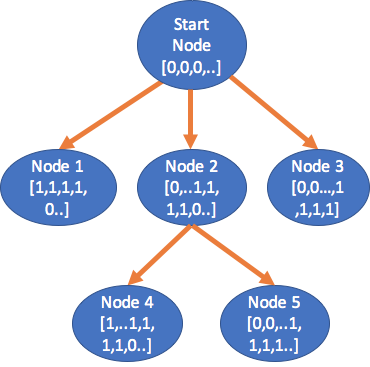 Start
Node
[0,0,0,..]
Node 1
[1,1,1,1,
0..]
Node 2
[0,..1,1,
1,1,0..]
Node 3
[0,0...,1
,1,1,1]
Node 4
[1,..1,1,
1,1,0..]
Node 5
[0,0,..1,
1,1,1..]